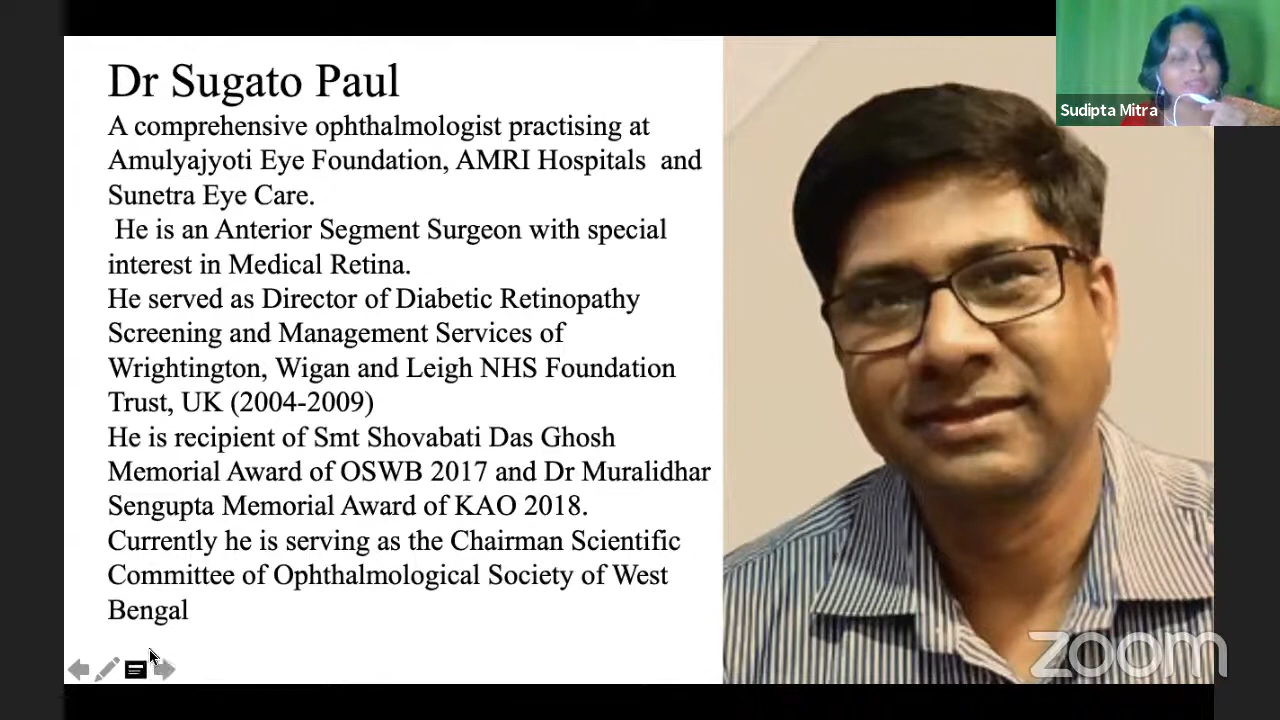 Dr Sugato Paul
A comprehensive ophthalmologist practising at
Amulyajyoti Eye Foundation, AMRI Hospitals and
Sunetra Eye Care.
He is an Anterior Segment Surgeon with special
interest in Medical Retina.
He served as Director of Diabetic Retinopathy
Screening and Management Services of
Wrightington, Wigan and Leigh NHS Foundation
Trust, UK (2004-2009)
He is recipient of Smt Shovabati Das Ghosh
Memorial Award of OSWB 2017 and Dr Muralidhar
Sengupta Memorial Award of KAO 2018.
Currently he is serving as the Chairman Scientific
Committee of Ophthalmological Society of West
Bengal
Sudipta Mitra
zoom